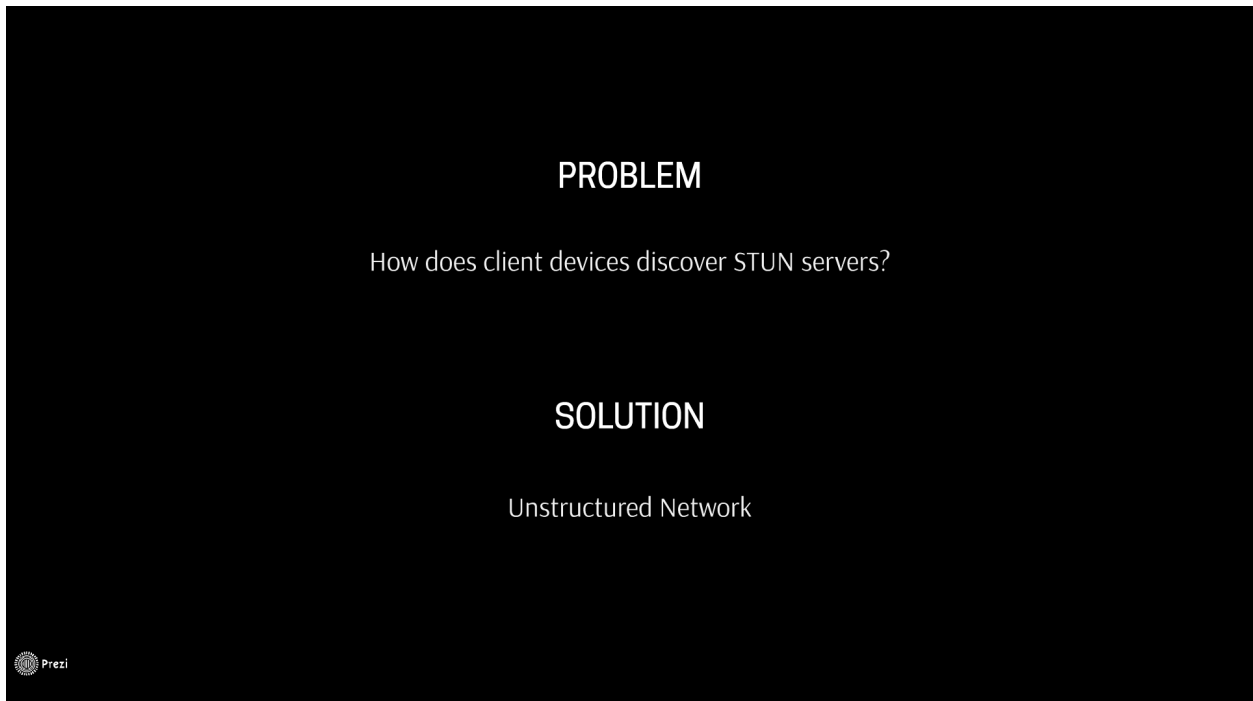 PROBLEM
How does client devices discover STUN servers?
SOLUTION
Unstructured Network
Prezi